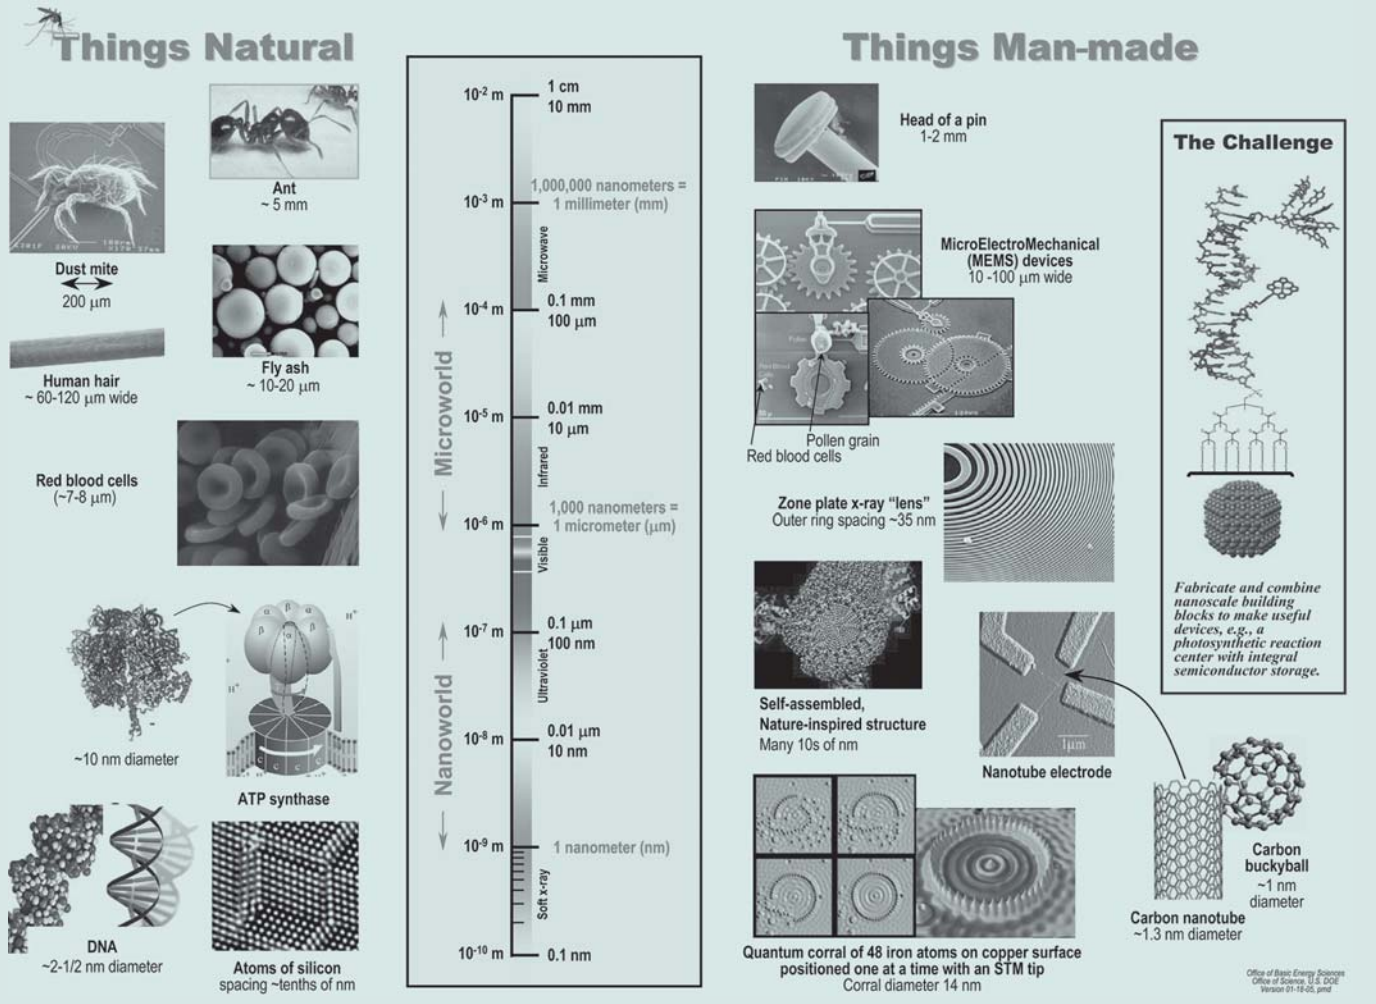 Things Natural
Things Man-made
Ant
~ 5 mm
Dust mite
200 μm
Fly ash
~ 10-20 μm
Human hair
~ 60-120 μm wide
Red blood cells
(~7-8 μm)
~10 nm diameter
α
β
α
β
β
α
H+
H+
c
c
c
c
ATP synthase
DNA
~2-1/2 nm diameter
Atoms of silicon
spacing ~tenths of nm
10-2 m
1 cm
10 mm
1,000,000 nanometers =
1 millimeter (mm)
10-3 m
Microwave
10-4 m
0.1 mm
100 μm
Microworld
10-5 m
0.01 mm
10 μm
Infrared
1,000 nanometers =
1 micrometer (μm)
10-6 m
Visible
10-7 m
0.1 μm
100 nm
Ultraviolet
Nanoworld
10-8 m
0.01 μm
10 nm
10-9 m
1 nanometer (nm)
Soft x-ray
10-10 m
0.1 nm
Head of a pin
1-2 mm
MicroElectroMechanical
(MEMS) devices
10 -100 μm wide
Pollen
Red Blood
Cells
Pollen grain
Red blood cells
Zone plate x-ray “lens”
Outer ring spacing ~35 nm
Self-assembled,
Nature-inspired structure
Many 10s of nm
1μm
Nanotube electrode
Quantum corral of 48 iron atoms on copper surface
positioned one at a time with an STM tip
Corral diameter 14 nm
Carbon nanotube
~1.3 nm diameter
Carbon
buckyball
~1 nm
diameter
The Challenge
Fabricate and combine
nanoscale building
blocks to make useful
devices, e.g., a
photosynthetic reaction
center with integral
semiconductor storage.
Office of Basic Energy Sciences
Office of Science, U.S. DOE
Version 01-18-05, pmd